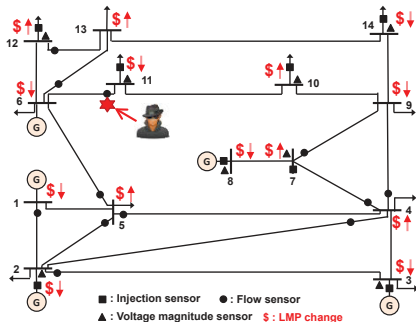 $ 13 $ 14 $
12
$ 11 $ 10
6 $ 9 $
G
G $ $
8 7
G
1 $ $ 4
5 $
2 3 $
$
G G
■ : Injection sensor ● : Flow sensor
▲ : Voltage magnitude sensor $ : LMP change